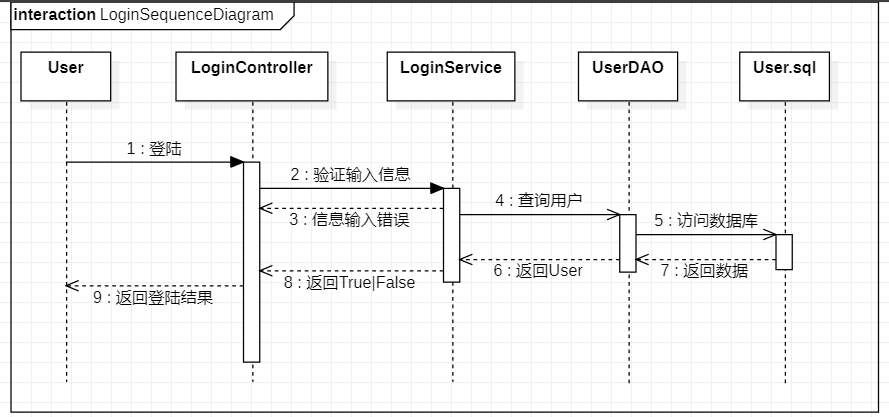 interaction LoginSequenceDiagram
User
LoginController
LoginService
UserDAO
User.sql
1 : 登陆
2 : 验证输入信息
3 : 信息输入错误
4 : 查询用户
5 : 访问数据库
6 : 返回User
7 : 返回数据
8 : 返回True|False
9 : 返回登陆结果